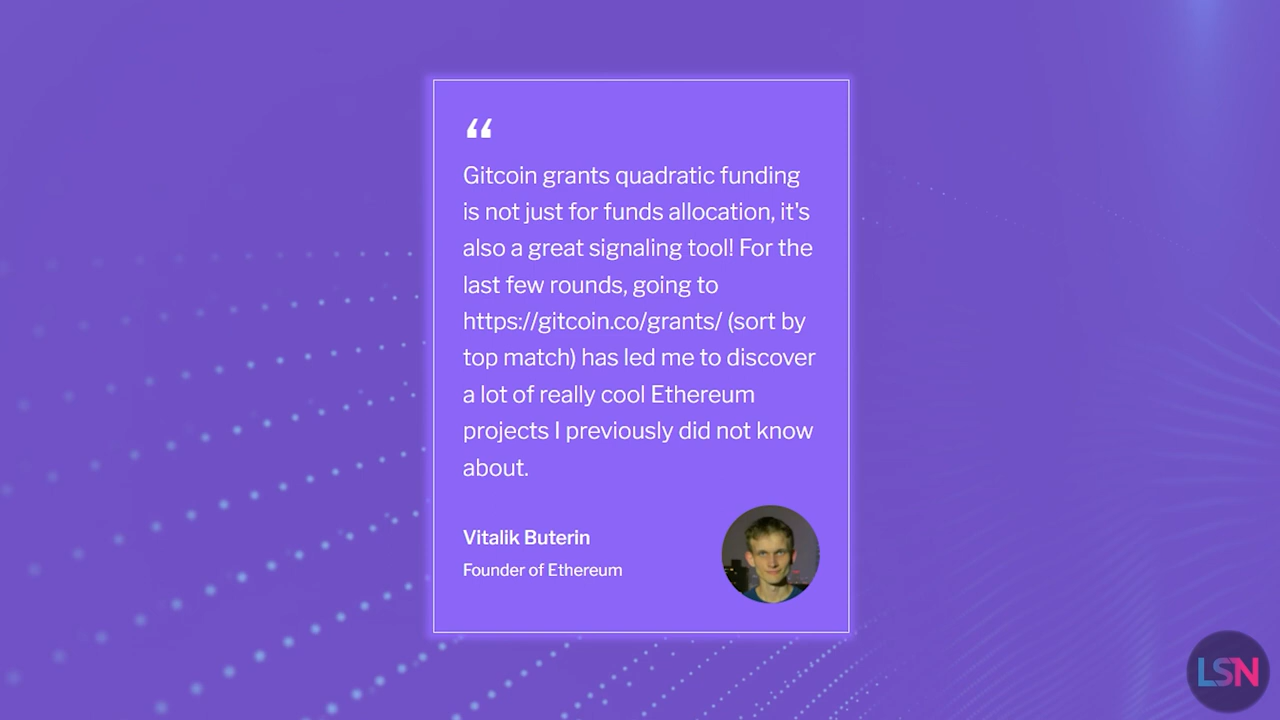 “
Gitcoin grants quadratic funding
is not just for funds allocation, it's
also a great signaling tool! For the
last few rounds, going to
https://gitcoin.co/grants/ (sort by
top match) has led me to discover
a lot of really cool Ethereum
projects I previously did not know
about.
Vitalik Buterin
Founder of Ethereum
LSN